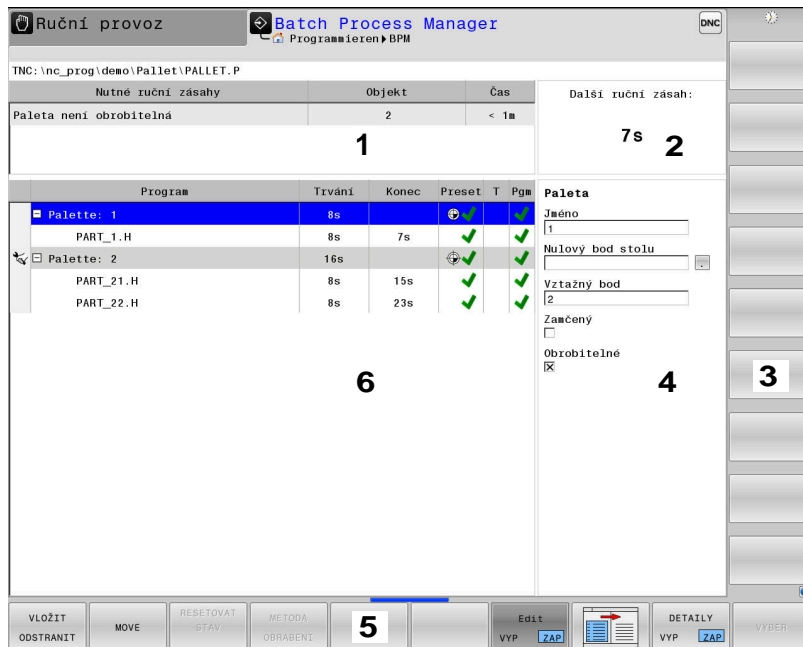 Ruční provoz
Batch Process Manager
Programmieren▶BPM
DNC
TNC:\nc_prog\demo\Pallet\PALLET.P
Nutné ruční zásahy Objekt Čas
Paleta není obrobitelná 2 < 1m
1
Další ruční zásah:
7s
2
Program Trvání Konec Preset T Pgm
Palette: 1 8s
PART_1.H 8s 7s
Palette: 2 16s
PART_21.H 8s 15s
PART_22.H 8s 23s
6
Paleta
Jméno
1
Nulový bod stolu
.
Vztažný bod
2
Zamčený
Obrobitelné
4
3
VLOŽIT
ODSTRANIT
MOVE
RESETOVAT
STAV
METODA
OBRÁBENI
5
Edit
VYP ZAP
DETAILY
VYP ZAP
VÝBER